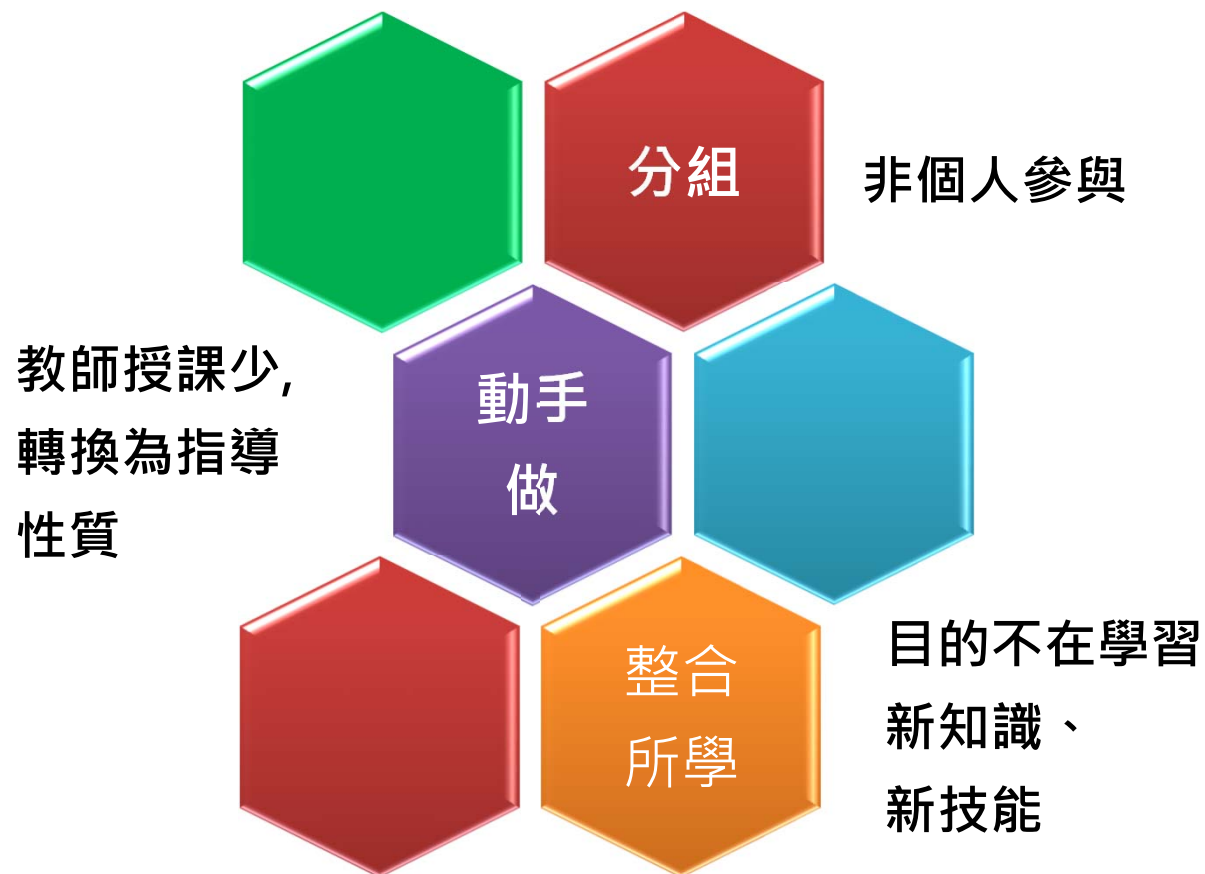 分組
非個人參與
教師授課少,
轉換為指導
性質
動手
做
整合
所學
目的不在學習
新知識、
新技能